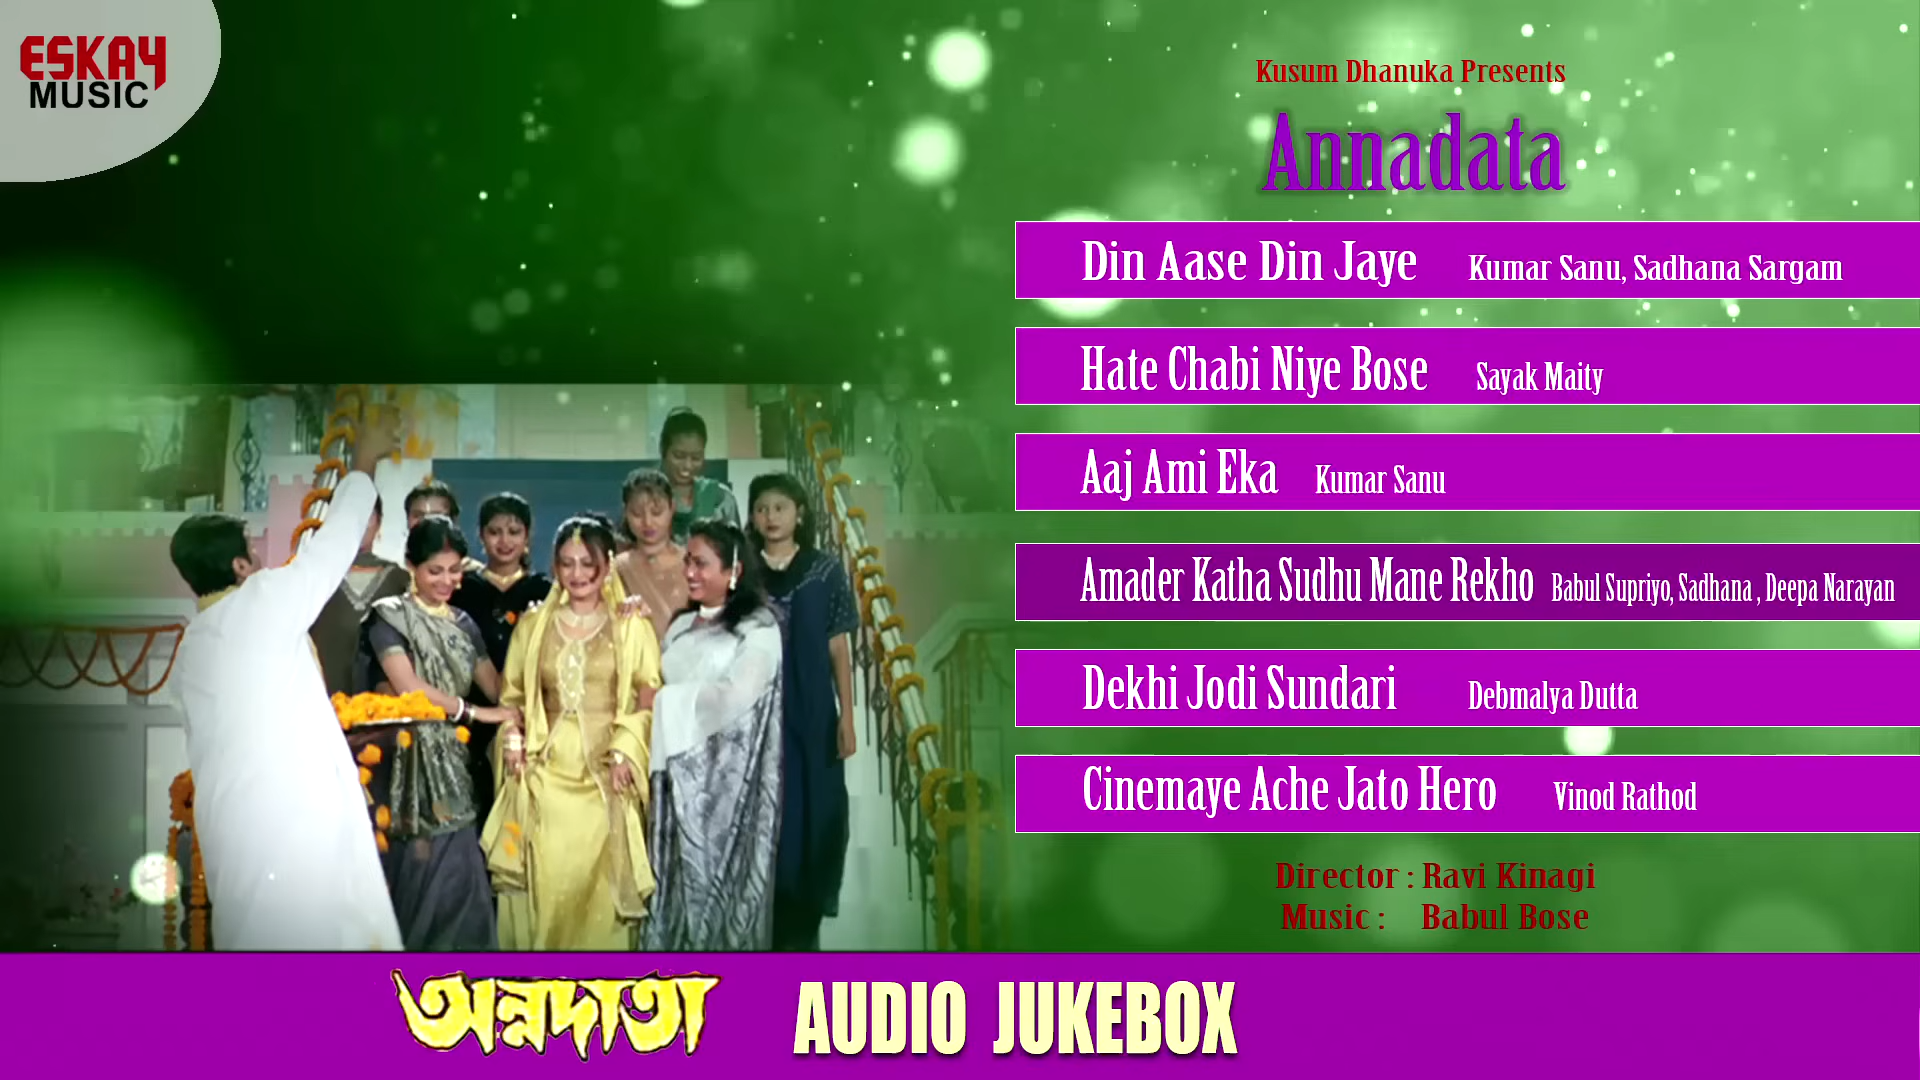 ESKAY
MUSIC
Kusum Dhanuka Presents
Annadata
Din Aase Din Jaye Kumar Sanu, Sadhana Sargam
Hate Chabi Niye Bose Sayak Maity
Aaj Ami Eka Kumar Sanu
Amader Katha Sudhu Mane Rekho Babul Supriyo, Sadhana , Deepa Narayan
Dekhi Jodi Sundari Debmalya Dutta
Cinemaye Ache Jato Hero Vinod Rathod
Director : Ravi Kinagi
Music : Babul Bose
অন্নদাতা AUDIO JUKEBOX